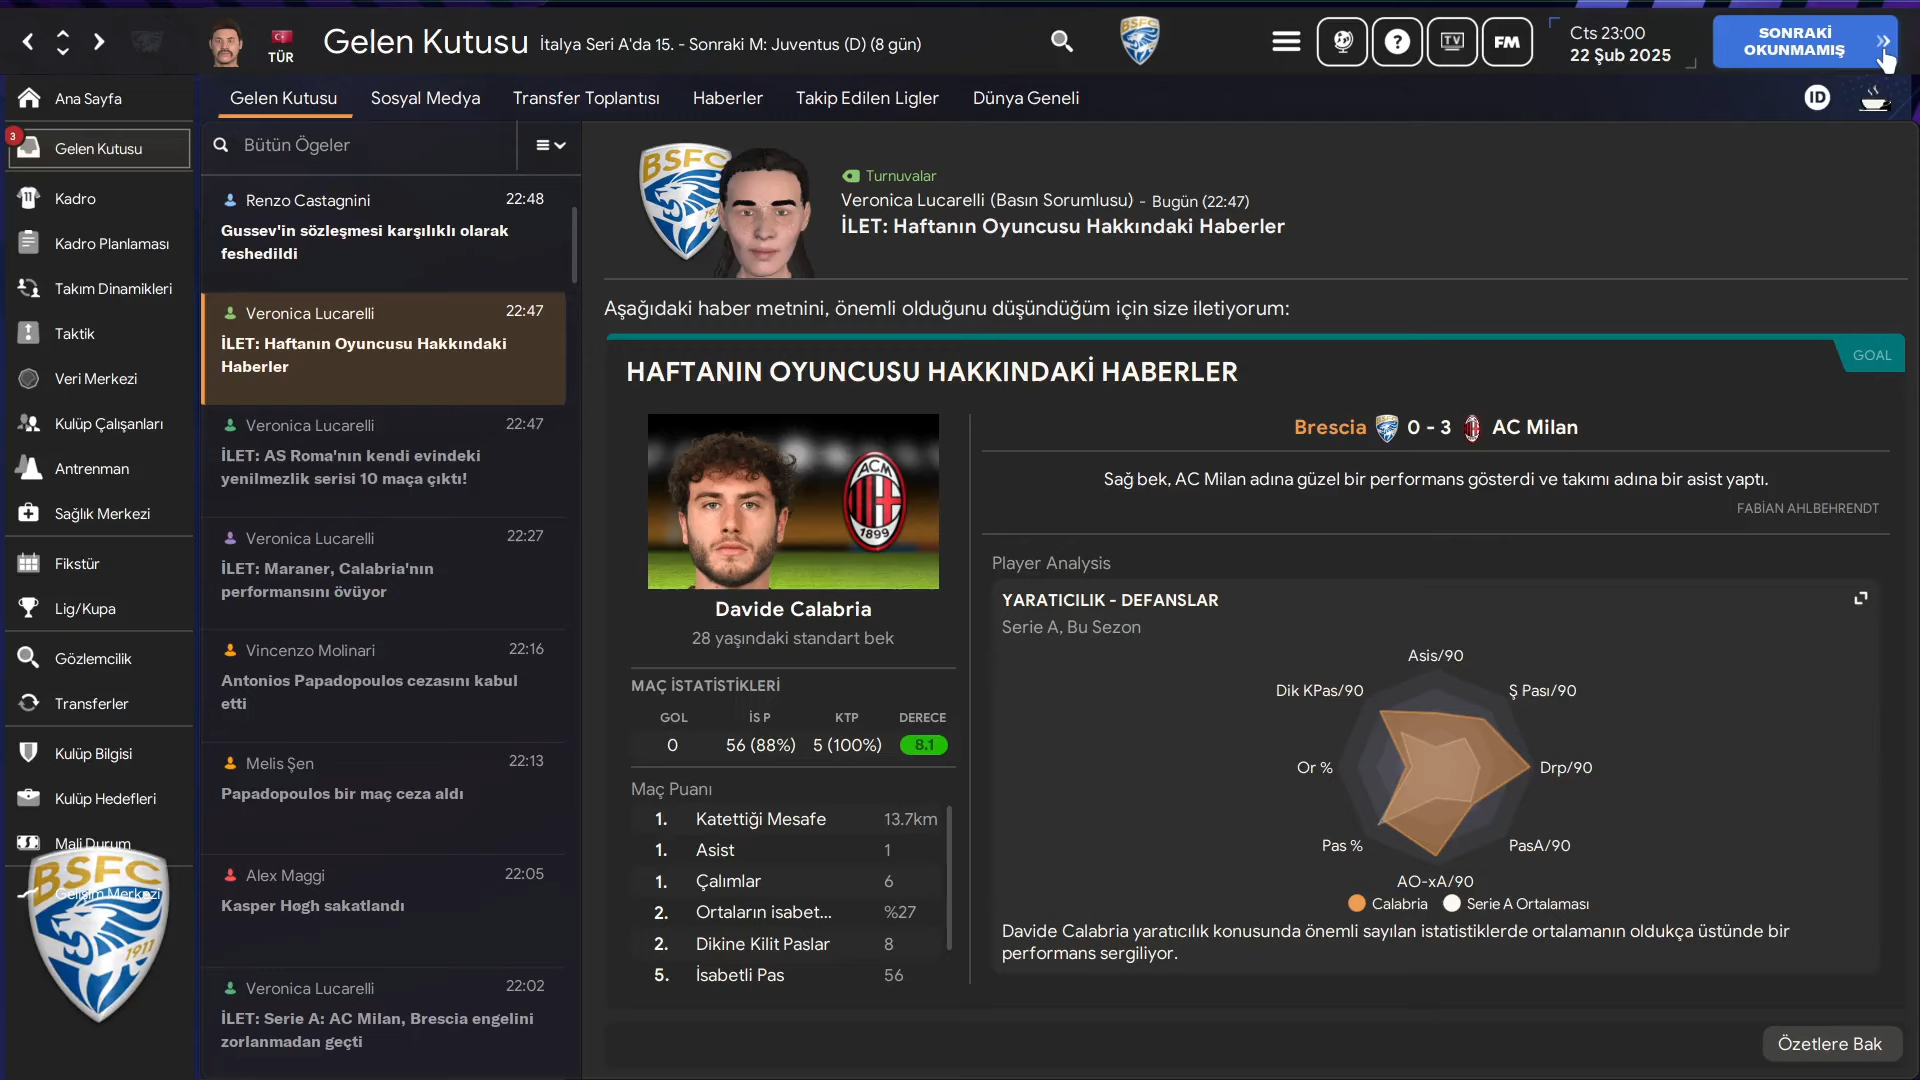 TÜR
Gelen Kutusu
İtalya Seri A'da 15. - Sonraki M: Juventus (D) (8 gün)
BSFC
?
TV
FM
Cts 23:00
22 Şub 2025
SONRAKİ
OKUNMAMIŞ
Ana Sayfa
3
Gelen Kutusu
Kadro
Kadro Planlaması
Takım Dinamikleri
Taktik
Veri Merkezi
Kulüp Çalışanları
Antrenman
Sağlık Merkezi
Fikstür
Lig/Kupa
Gözlemcilik
Transferler
Kulüp Bilgisi
Kulüp Hedefleri
Mali Durum
Gelişim Merkezi
BSFC
1911
Gelen Kutusu
Sosyal Medya
Transfer Toplantısı
Haberler
Takip Edilen Ligler
Dünya Geneli
ID
Bütün Ögeler
Renzo Castagnini
22:48
Gussev'in sözleşmesi karşılıklı olarak
feshedildi
Veronica Lucarelli
22:47
İLET: Haftanın Oyuncusu Hakkındaki
Haberler
Veronica Lucarelli
22:47
İLET: AS Roma'nın kendi evindeki
yenilmezlik serisi 10 maça çıktı!
Veronica Lucarelli
22:27
İLET: Maraner, Calabria'nın
performansını övüyor
Vincenzo Molinari
22:16
Antonios Papadopoulos cezasını kabul
etti
Melis Şen
22:13
Papadopoulos bir maç ceza aldı
Alex Maggi
22:05
Kasper Høgh sakatlandı
Veronica Lucarelli
22:02
İLET: Serie A: AC Milan, Brescia engelini
zorlanmadan geçti
BSFC
Turnuvalar
Veronica Lucarelli (Basın Sorumlusu) - Bugün (22:47)
İLET: Haftanın Oyuncusu Hakkındaki Haberler
Aşağıdaki haber metnini, önemli olduğunu düşündüğüm için size iletiyorum:
GOAL
HAFTANIN OYUNCUSU HAKKINDAKİ HABERLER
ACM
1899
Davide Calabria
28 yaşındaki standart bek
MAÇ İSTATİSTİKLERİ
GOL İS P KTP DERECE
0 56 (88%) 5 (100%) 8.1
Maç Puanı
1. Katettiği Mesafe 13.7km
1. Asist 1
1. Çalımlar 6
2. Ortaların isabet... %27
2. Dikine Kilit Paslar 8
5. İsabetli Pas 56
Brescia 0 - 3 AC Milan
Sağ bek, AC Milan adına güzel bir performans gösterdi ve takımı adına bir asist yaptı.
FABİAN AHLBEHRENDT
Player Analysis
YARATICILIK - DEFANSLAR
Serie A, Bu Sezon
Asis/90
Dik KPas/90
Ş Pası/90
Or %
Drp/90
Pas %
PasA/90
AO-xA/90
Calabria
Serie A Ortalaması
Davide Calabria yaratıcılık konusunda önemli sayılan istatistiklerde ortalamanın oldukça üstünde bir
performans sergiliyor.
Özetlere Bak